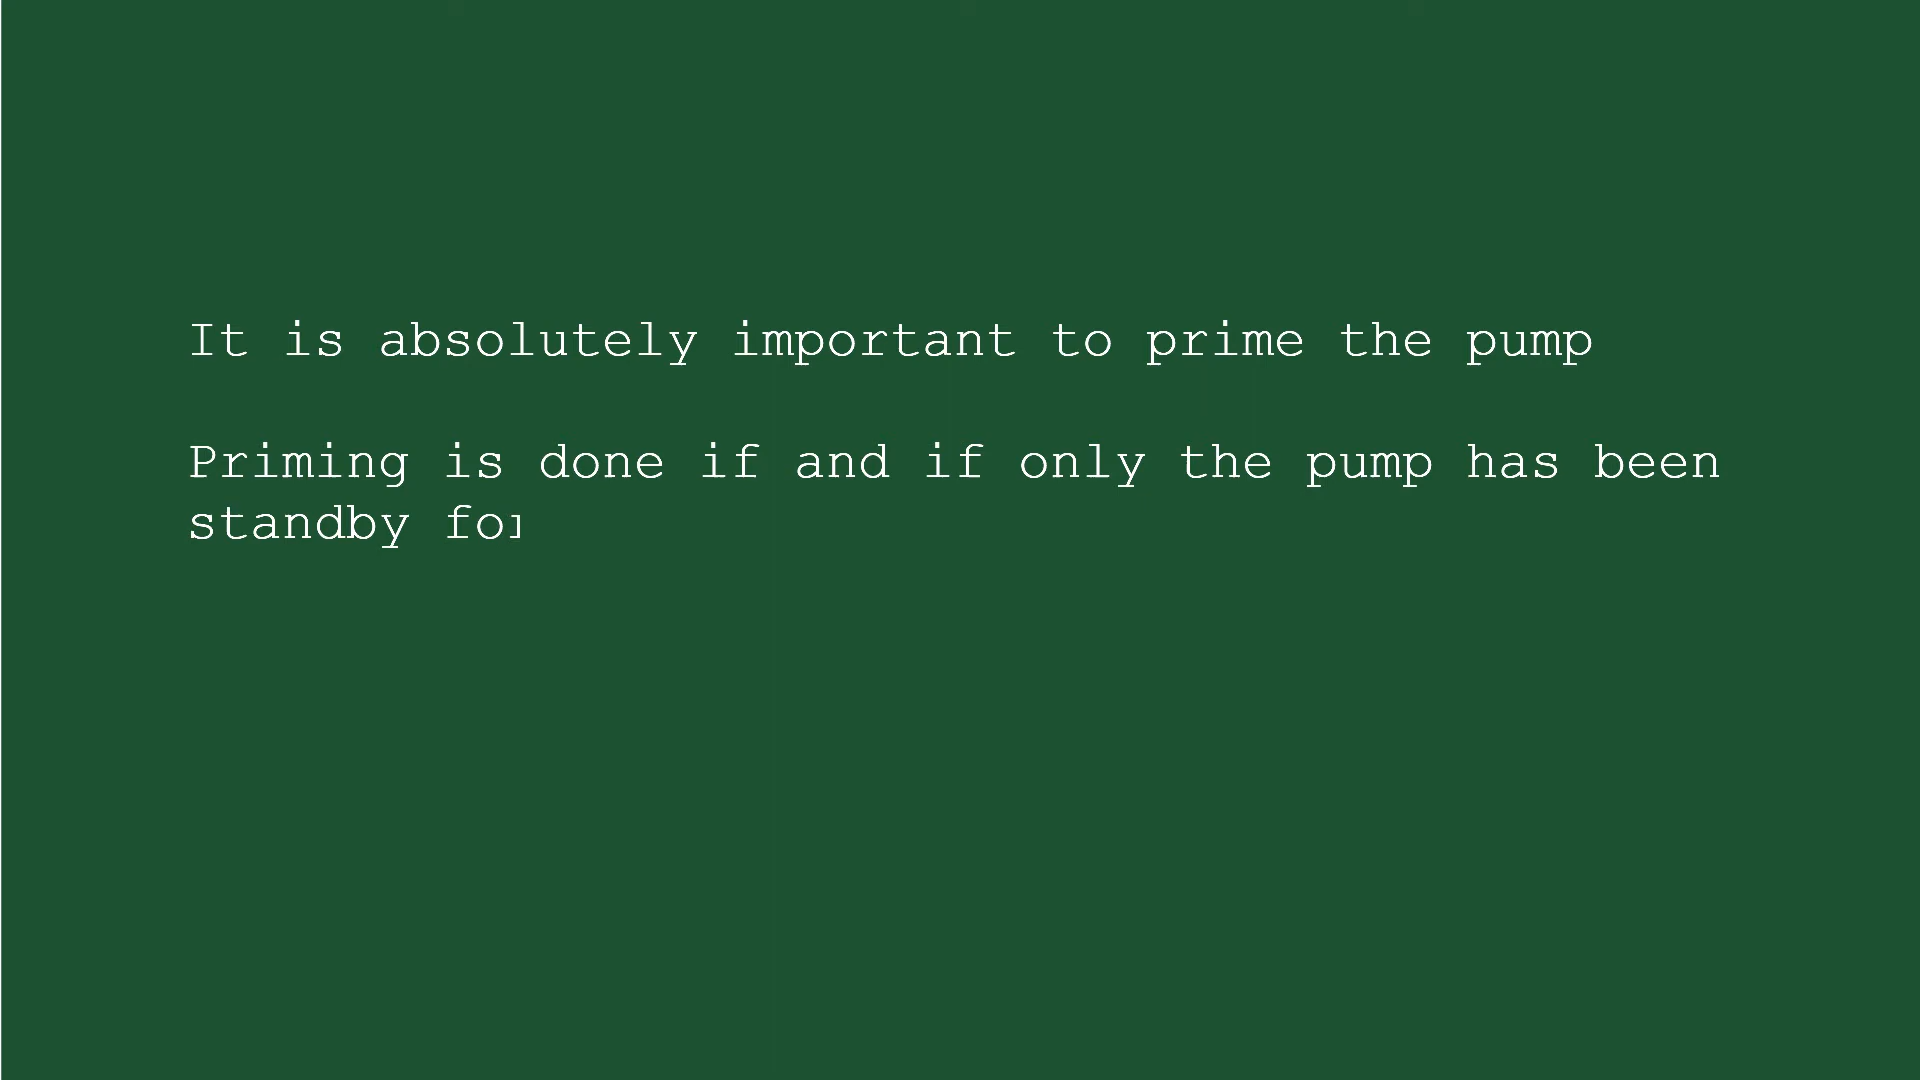 It is absolutely important to prime the pump
Priming is done if and if only the pump has been
standby for